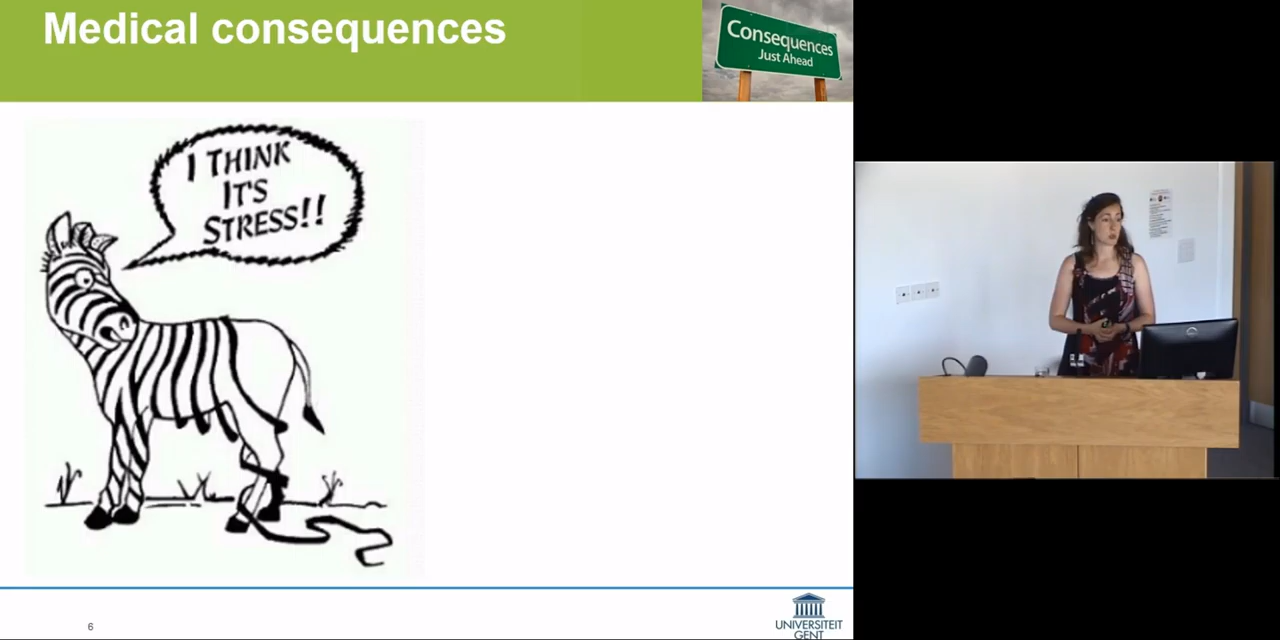 Medical consequences
Consequences
Just Ahead
I THINK
IT'S
STRESS!!
6
UNIVERSITEIT
GENT